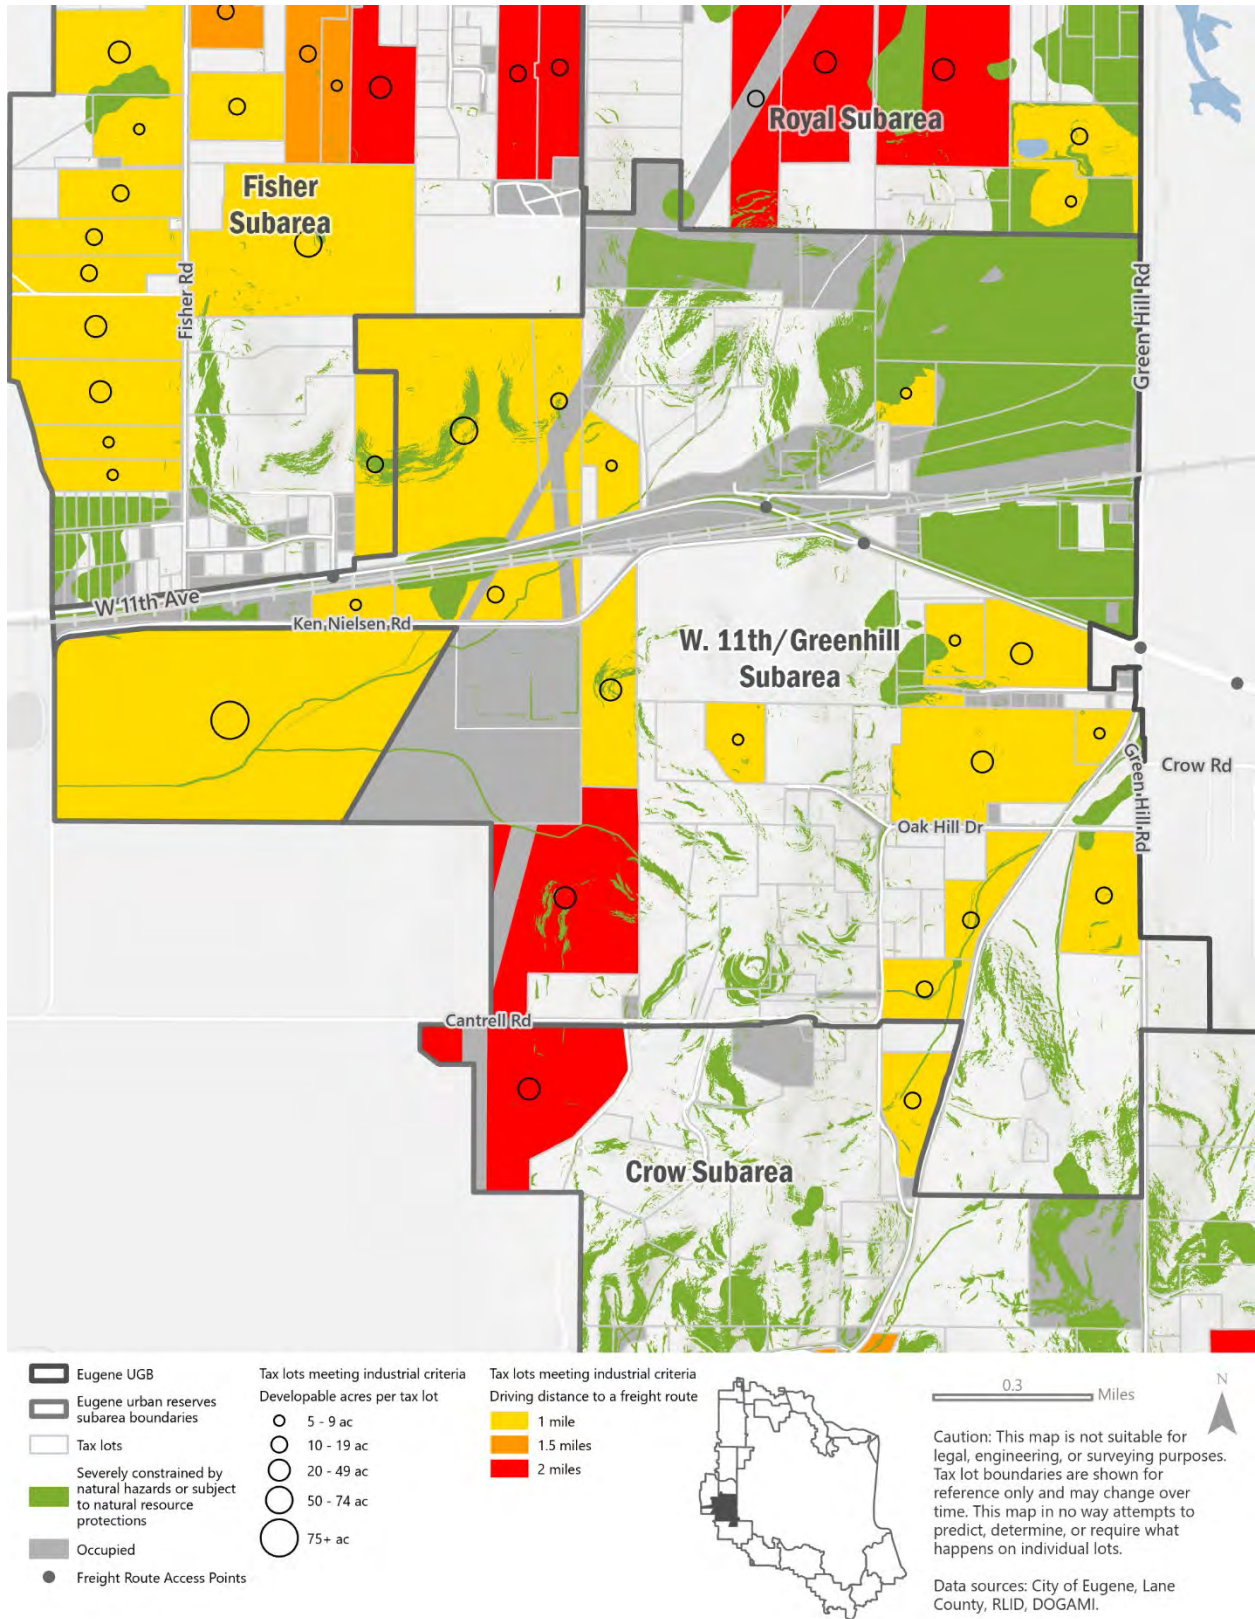 Royal Subarea
Fisher
Subarea
Fisher Rd
Green Hill Rd
W 11th Ave
Ken Nielsen Rd
W. 11th/Greenhill
Subarea
Crow Rd
Green Hill Rd
Oak Hill Dr
Cantrell Rd
Crow Subarea
Eugene UGB
Eugene urban reserves
subarea boundaries
Tax lots
Severely constrained by
natural hazards or subject
to natural resource
protections
Occupied
Freight Route Access Points
Tax lots meeting industrial criteria
Developable acres per tax lot
5 - 9 ac
10 - 19 ac
20 - 49 ac
50 - 74 ac
75+ ac
Tax lots meeting industrial criteria
Driving distance to a freight route
1 mile
1.5 miles
2 miles
0.3
Miles
N
Caution: This map is not suitable for
legal, engineering, or surveying purposes.
Tax lot boundaries are shown for
reference only and may change over
time. This map in no way attempts to
predict, determine, or require what
happens on individual lots.
Data sources: City of Eugene, Lane
County, RLID, DOGAMI.